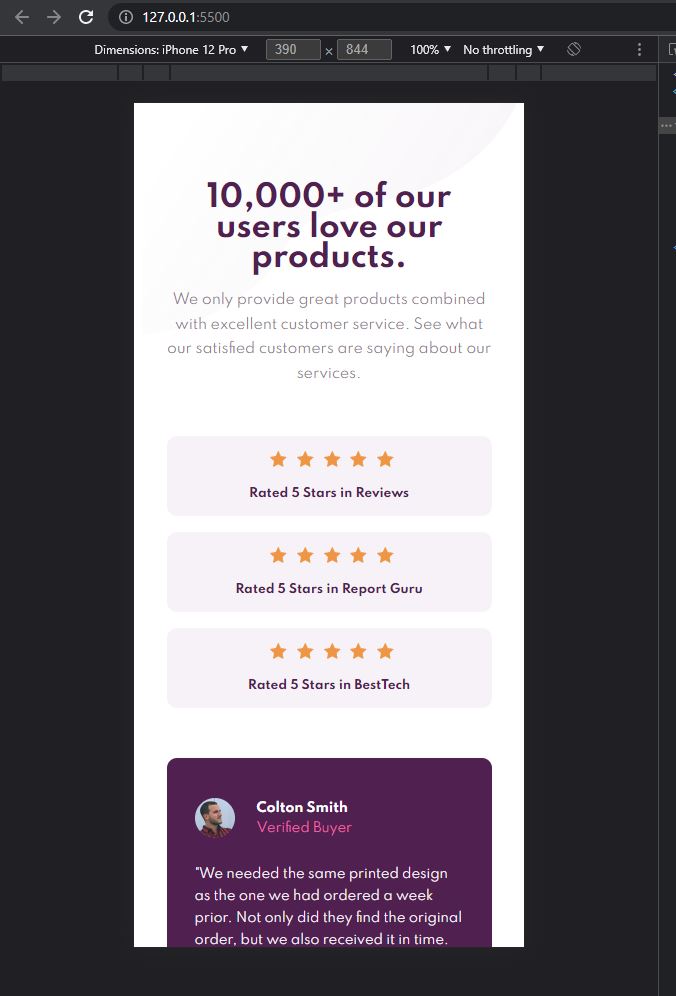 127.0.0.1:5500
Dimensions: iPhone 12 Pro ▼ 390 × 844 100% ▼ No throttling ▼
10,000+ of our
users love our
products.
We only provide great products combined
with excellent customer service. See what
our satisfied customers are saying about our
services.
Rated 5 Stars in Reviews
Rated 5 Stars in Report Guru
Rated 5 Stars in BestTech
Colton Smith
Verified Buyer
"We needed the same printed design
as the one we had ordered a week
prior. Not only did they find the original
order, but we also received it in time.